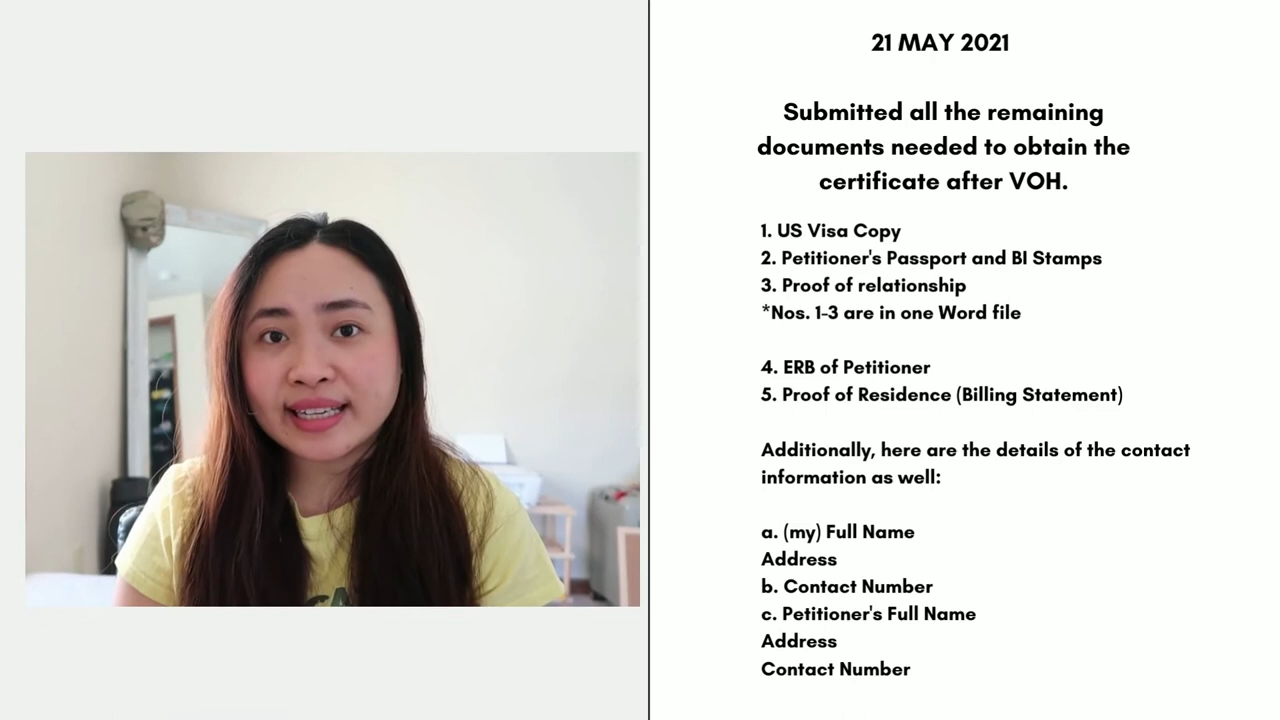 21 MAY 2021
Submitted all the remaining
documents needed to obtain the
certificate after VOH.
1. US Visa Copy
2. Petitioner's Passport and BI Stamps
3. Proof of relationship
*Nos. 1-3 are in one Word file
4. ERB of Petitioner
5. Proof of Residence (Billing Statement)
Additionally, here are the details of the contact
information as well:
a. (my) Full Name
Address
b. Contact Number
c. Petitioner's Full Name
Address
Contact Number